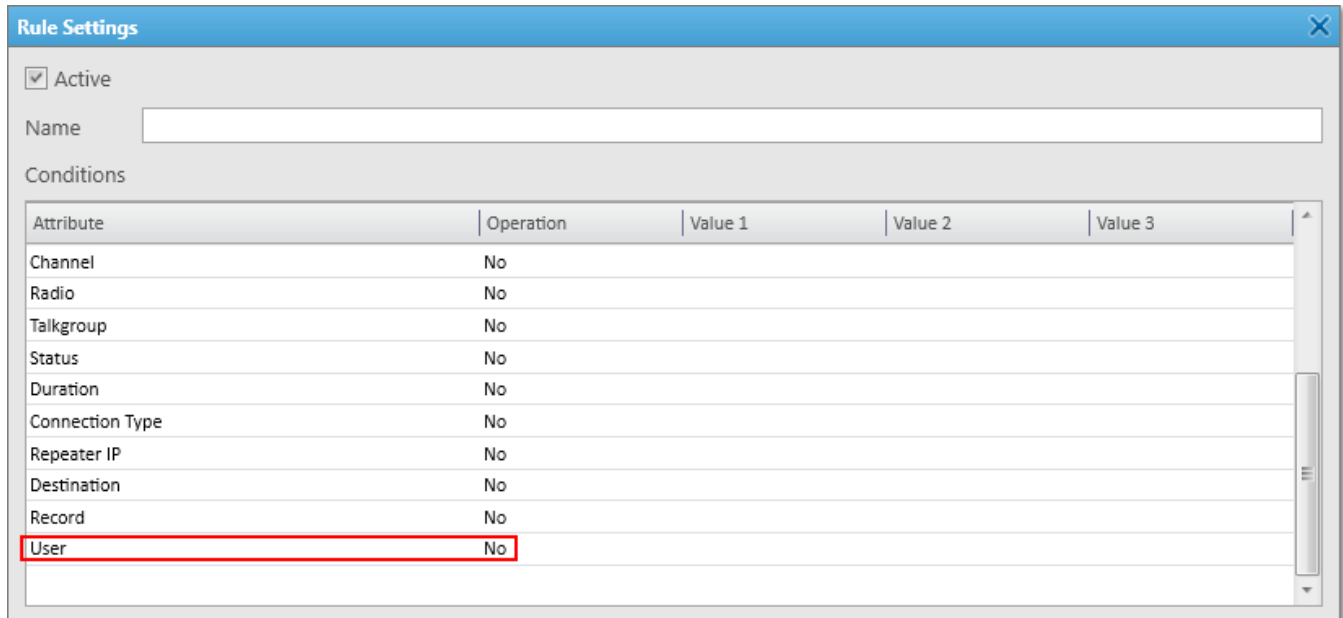 Rule Settings
Active
Name
Conditions
Attribute Operation Value 1 Value 2 Value 3
Channel No
Radio No
Talkgroup No
Status No
Duration No
Connection Type No
Repeater IP No
Destination No
Record No
User No